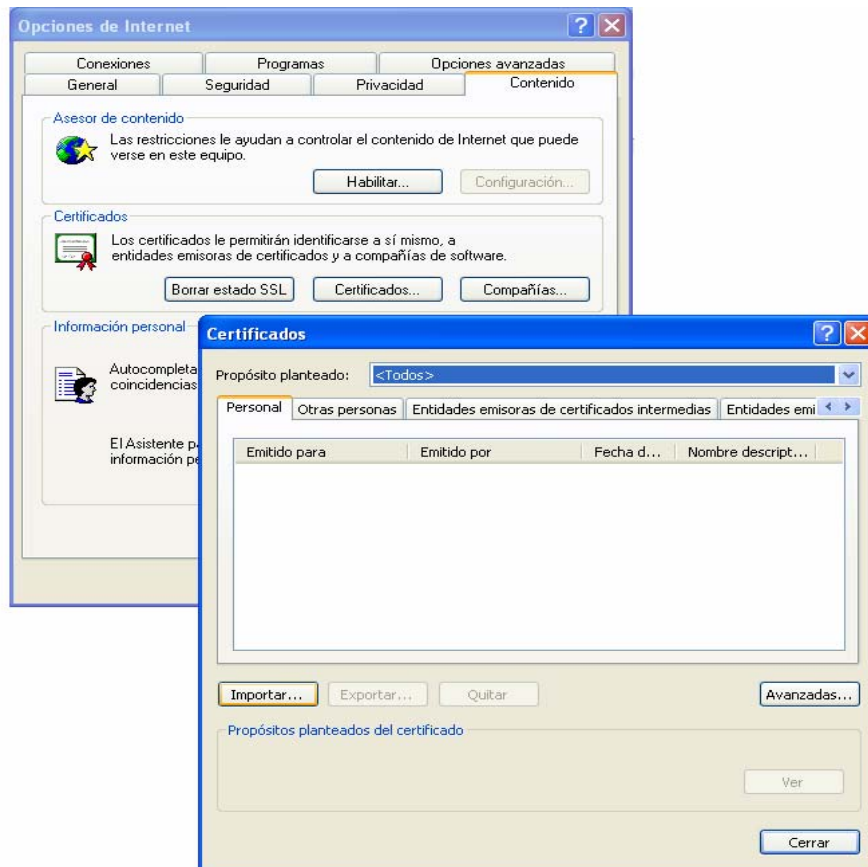 Opciones de Internet
Conexiones Programas Opciones avanzadas
General Seguridad Privacidad Contenido
Asesor de contenido
Las restricciones le ayudan a controlar el contenido de Internet que puede
verse en este equipo.
Habilitar... Configuración...
Certificados
Los certificados le permitirán identificarse a sí mismo, a
entidades emisoras de certificados y a compañías de software.
Borrar estado SSL Certificados... Compañías...
Información personal
Autocompleta
coincidencias
El Asistente p
información pe
Certificados
Propósito planteado: <Todos>
Personal Otras personas Entidades emisoras de certificados intermedias Entidades emi
Emitido para Emitido por Fecha d... Nombre descript...
Importar... Exportar... Quitar Avanzadas...
Propósitos planteados del certificado
Ver
Cerrar